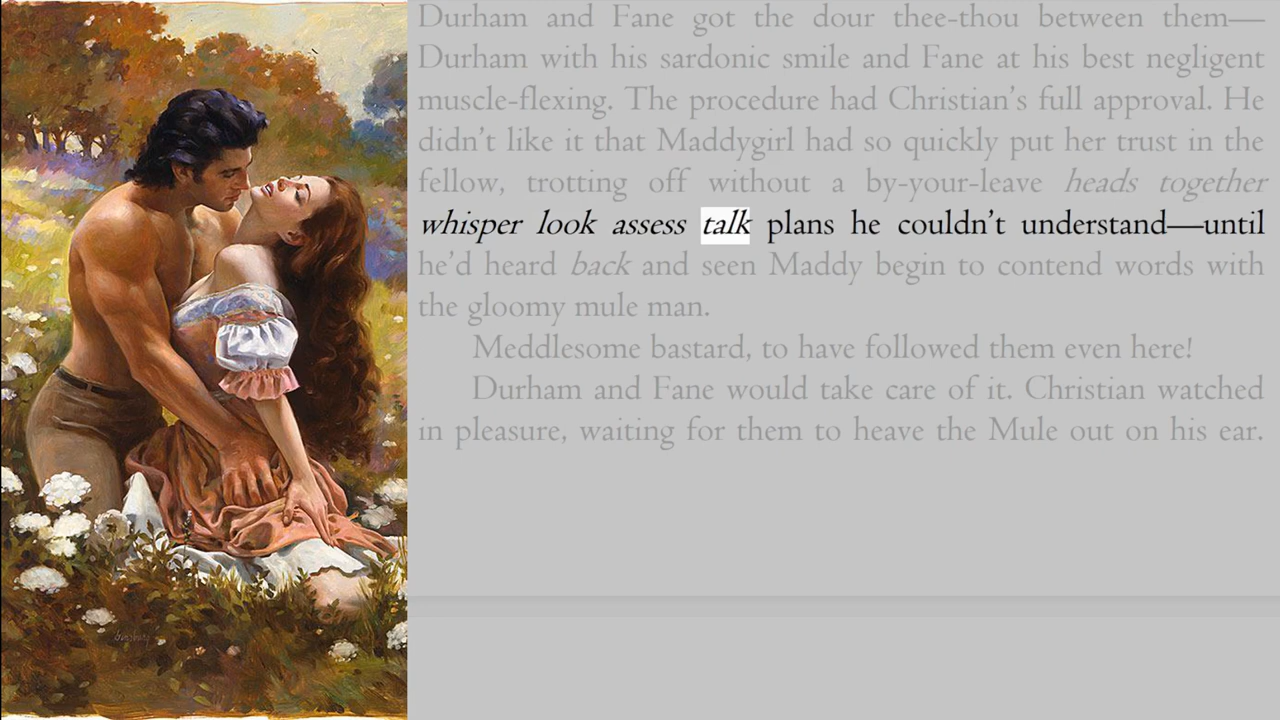 Durham and Fane got the dour thee-thou between them—
Durham with his sardonic smile and Fane at his best negligent
muscle-flexing. The procedure had Christian’s full approval. He
didn’t like it that Maddygirl had so quickly put her trust in the
fellow, trotting off without a by-your-leave heads together
whisper look assess talk plans he couldn’t understand—until
he’d heard back and seen Maddy begin to contend words with
the gloomy mule man.
Meddlesome bastard, to have followed them even here!
Durham and Fane would take care of it. Christian watched
in pleasure, waiting for them to heave the Mule out on his ear.